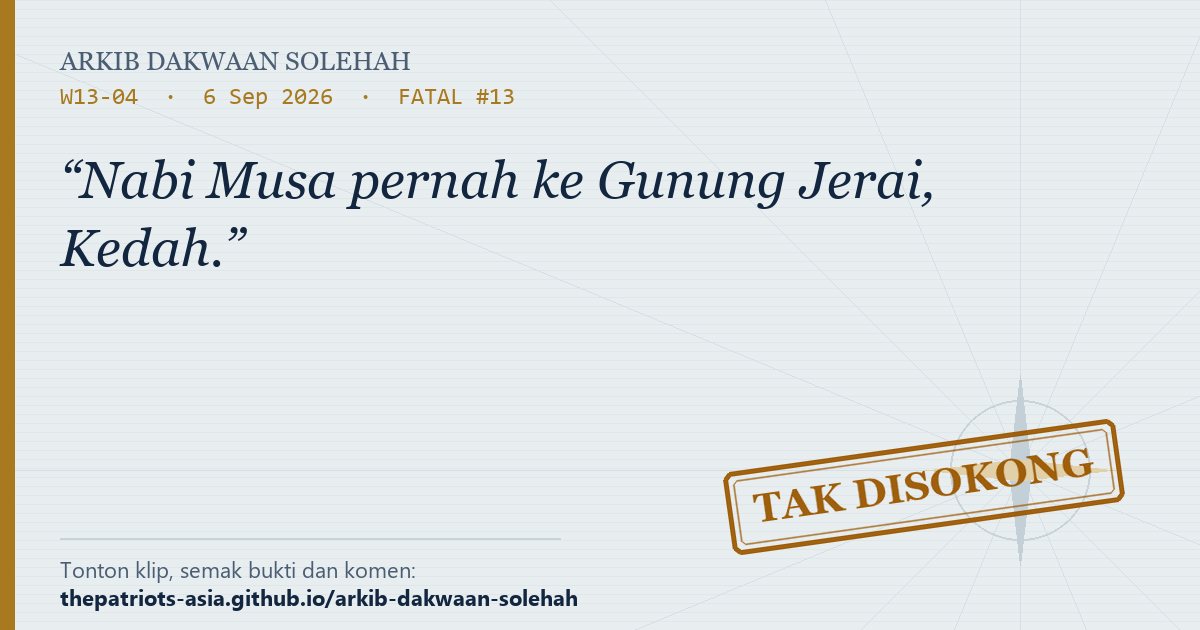 ARKIB DAKWAAN SOLEHAH
W13-04 · 6 Sep 2026 · FATAL #13
“Nabi Musa pernah ke Gunung Jerai,
Kedah.”
TAK DISOKONG
Tonton klip, semak bukti dan komen:
thepatriots-asia.github.io/arkib-dakwaan-solehah